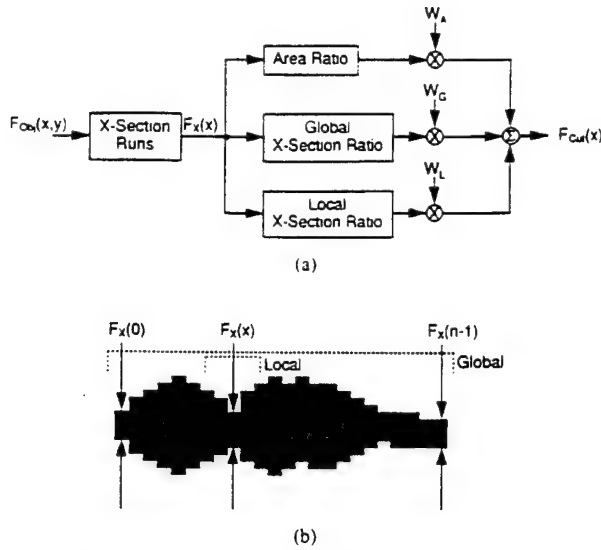 W_A
Area Ratio
W_G
F_Obj(x,y)
X-Section
Runs
F_X(x)
Global
X-Section Ratio
Σ
F_Cut(x)
W_L
Local
X-Section Ratio
(a)
F_X(0)
F_X(x)
F_X(n-1)
Local
Global
(b)